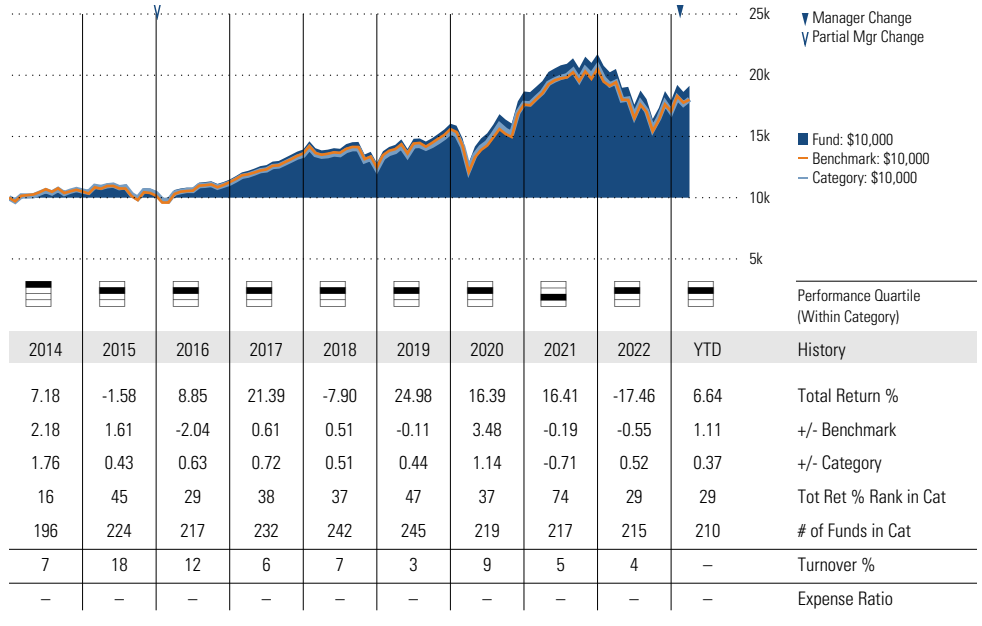 25k
Manager Change
Partial Mgr Change
20k
15k
Fund: $10,000
Benchmark: $10,000
Category: $10,000
10k
5k
Performance Quartile
(Within Category)
2014 2015 2016 2017 2018 2019 2020 2021 2022 YTD History
7.18 -1.58 8.85 21.39 -7.90 24.98 16.39 16.41 -17.46 6.64 Total Return %
2.18 1.61 -2.04 0.61 0.51 -0.11 3.48 -0.19 -0.55 1.11 +/- Benchmark
1.76 0.43 0.63 0.72 0.51 0.44 1.14 -0.71 0.52 0.37 +/- Category
16 45 29 38 37 47 37 74 29 29 Tot Ret % Rank in Cat
196 224 217 232 242 245 219 217 215 210 # of Funds in Cat
7 18 12 6 7 3 9 5 4 – Turnover %
– – – – – – – – – – Expense Ratio